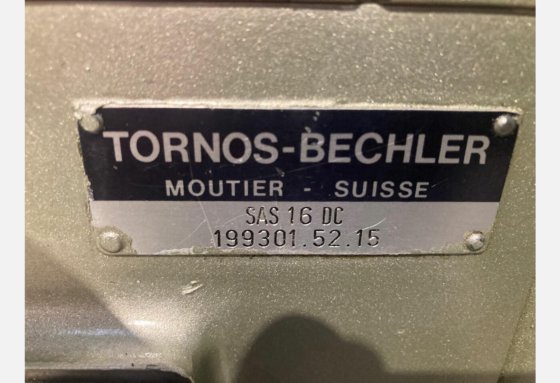 TORNOS-BECHLER
MOUTIER - SUISSE
SAS 16 DC
199301.52.15